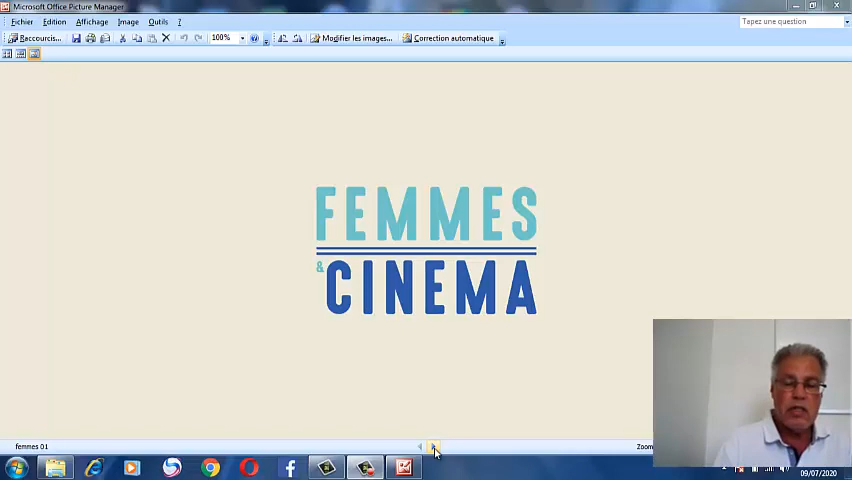 Microsoft Office Picture Manager
Fichier Edition Affichage Image Outils ?
Tapez une question
Raccourcis... 100% Modifier les images... Correction automatique
FEMMES
& CINEMA
femmes 01
Zoom
09/07/2020